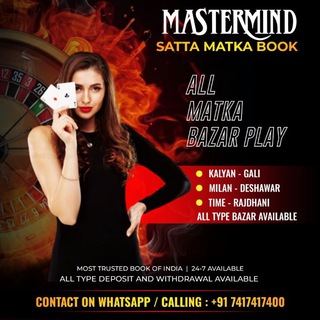 MASTERMIND
SATTA MATKA BOOK
ALL
MATKA
BAZAR PLAY
KALYAN - GALI
MILAN - DESHAWAR
TIME - RAJDHANI
ALL TYPE BAZAR AVAILABLE
MOST TRUSTED BOOK OF INDIA | 24-7 AVAILABLE
ALL TYPE DEPOSIT AND WITHDRAWAL AVAILABLE
CONTACT ON WHATSAPP / CALLING : +91 7417417400